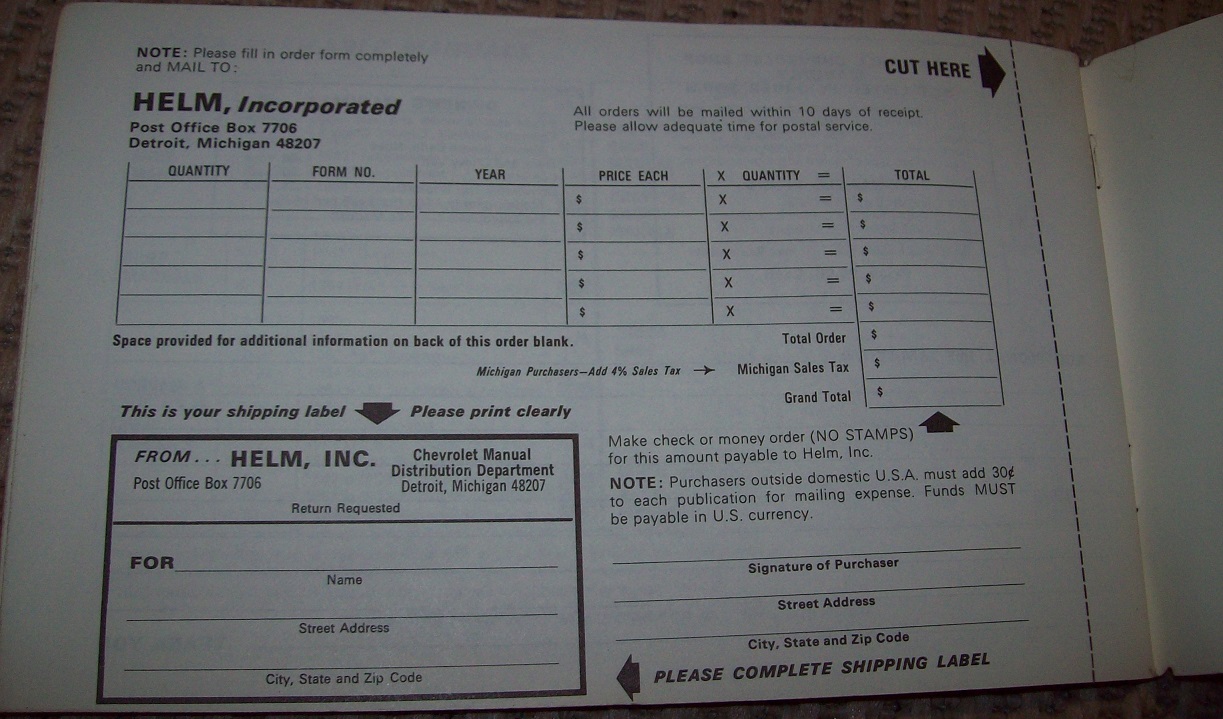 NOTE: Please fill in order form completely
and MAIL TO:
CUT HERE
HELM, Incorporated
Post Office Box 7706
Detroit, Michigan 48207
All orders will be mailed within 10 days of receipt.
Please allow adequate time for postal service.
QUANTITY FORM NO. YEAR PRICE EACH X QUANTITY = TOTAL
$ X = $
$ X = $
$ X = $
$ X = $
$ X = $
Space provided for additional information on back of this order blank.
Total Order $
Michigan Purchasers—Add 4% Sales Tax → Michigan Sales Tax $
Grand Total $
This is your shipping label Please print clearly
FROM... HELM, INC.
Post Office Box 7706
Chevrolet Manual
Distribution Department
Detroit, Michigan 48207
Return Requested
FOR
Name
Street Address
City, State and Zip Code
Make check or money order (NO STAMPS)
for this amount payable to Helm, Inc.
NOTE: Purchasers outside domestic U.S.A. must add 30¢
to each publication for mailing expense. Funds MUST
be payable in U.S. currency.
Signature of Purchaser
Street Address
City, State and Zip Code
PLEASE COMPLETE SHIPPING LABEL